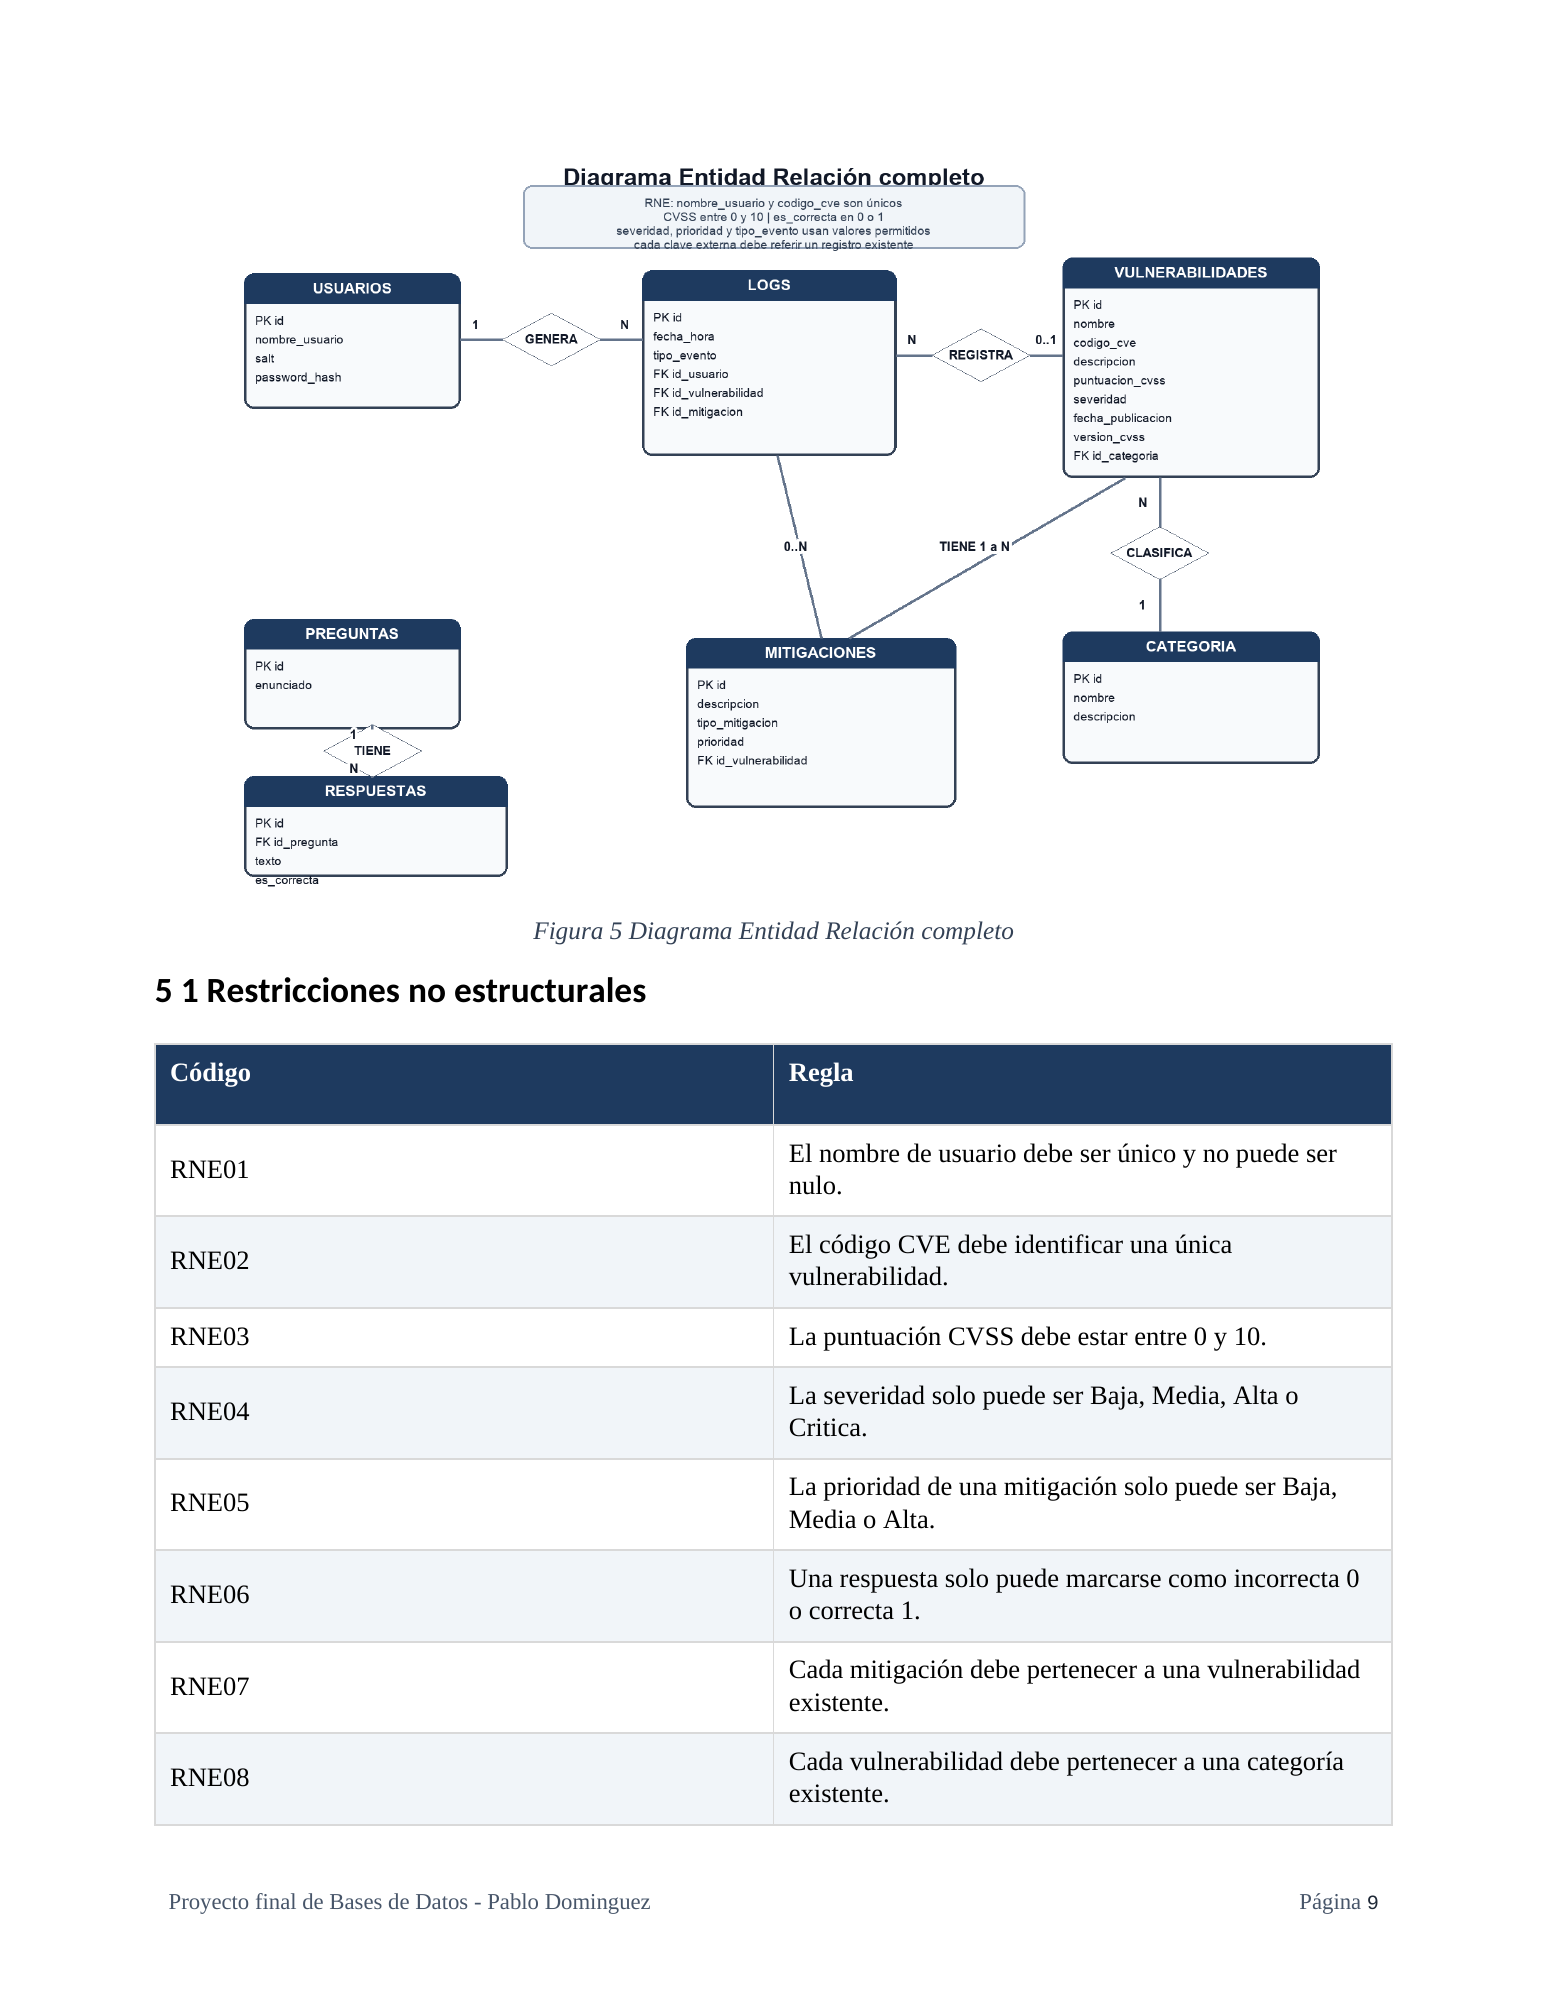 Diagrama Entidad Relación completo
RNE: nombre_usuario y codigo_cve son únicos
CVSS entre 0 y 10 | es_correcta en 0 o 1
severidad, prioridad y tipo_evento usan valores permitidos
cada clave externa debe referir un registro existente
USUARIOS
PK id
nombre_usuario
salt
password_hash
1
GENERA
N
LOGS
PK id
fecha_hora
tipo_evento
FK id_usuario
FK id_vulnerabilidad
FK id_mitigacion
N
REGISTRA
0..1
VULNERABILIDADES
PK id
nombre
codigo_cve
descripcion
puntuacion_cvss
severidad
fecha_publicacion
version_cvss
FK id_categoria
0..N
TIENE 1 a N
N
CLASIFICA
1
PREGUNTAS
PK id
enunciado
1
TIENE
N
RESPUESTAS
PK id
FK id_pregunta
texto
es_correcta
MITIGACIONES
PK id
descripcion
tipo_mitigacion
prioridad
FK id_vulnerabilidad
CATEGORIA
PK id
nombre
descripcion
Figura 5 Diagrama Entidad Relación completo
5 1 Restricciones no estructurales
Código
Regla
RNE01
El nombre de usuario debe ser único y no puede ser
nulo.
RNE02
El código CVE debe identificar una única
vulnerabilidad.
RNE03
La puntuación CVSS debe estar entre 0 y 10.
RNE04
La severidad solo puede ser Baja, Media, Alta o
Critica.
RNE05
La prioridad de una mitigación solo puede ser Baja,
Media o Alta.
RNE06
Una respuesta solo puede marcarse como incorrecta 0
o correcta 1.
RNE07
Cada mitigación debe pertenecer a una vulnerabilidad
existente.
RNE08
Cada vulnerabilidad debe pertenecer a una categoría
existente.
Proyecto final de Bases de Datos - Pablo Dominguez
Página 9